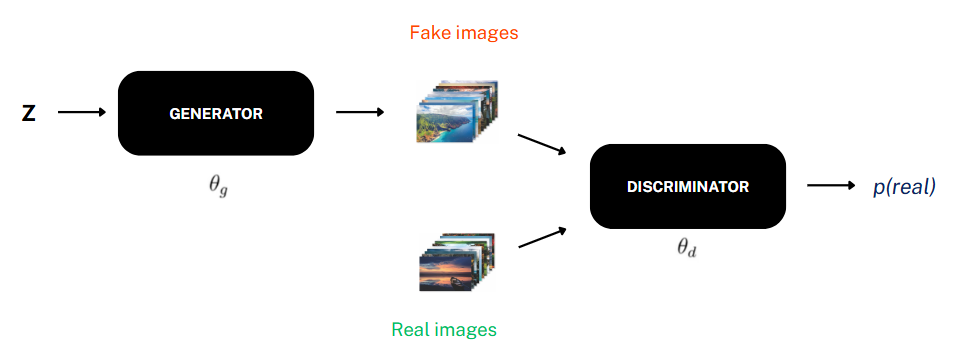 Fake images
Z
GENERATOR
θg
DISCRIMINATOR
p(real)
θd
Real images